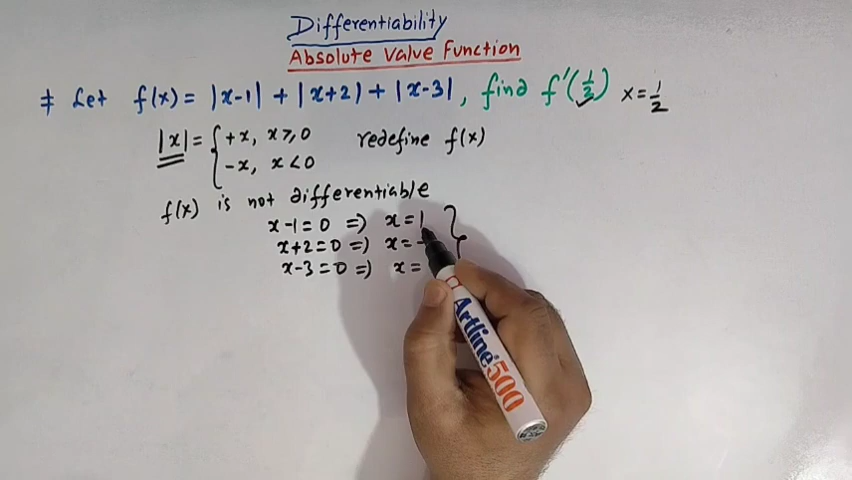 Differentiability
Absolute Value Function
# Let f(x) = |x-1| + |x+2| + |x-3| , find f'(1/2) x = 1/2
|x| = { +x, x ≥ 0 redefine f(x)
-x, x < 0
f(x) is not differentiable
x-1 = 0 => x = 1 }
x+2 = 0 => x = -
x-3 = 0 => x =
Artline 500